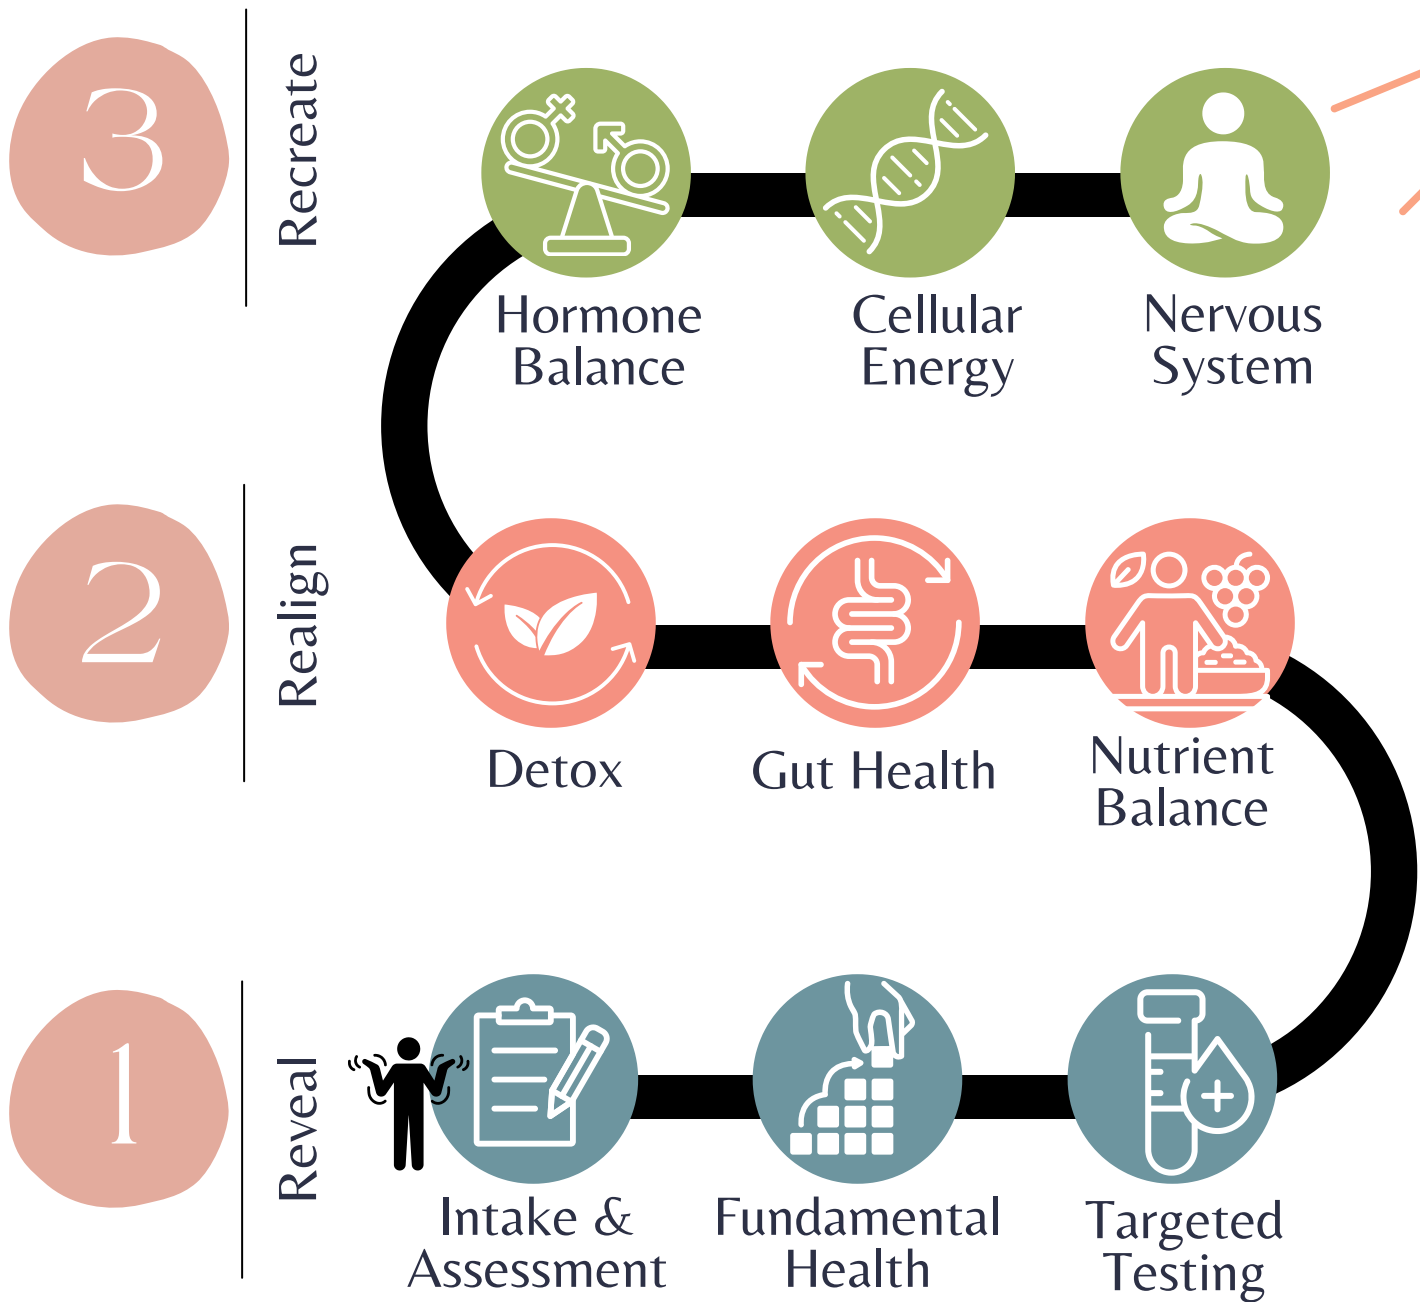 3
Recreate
Hormone
Balance
Cellular
Energy
Nervous
System
2
Realign
Detox
Gut Health
Nutrient
Balance
1
Reveal
Intake &
Assessment
Fundamental
Health
Targeted
Testing